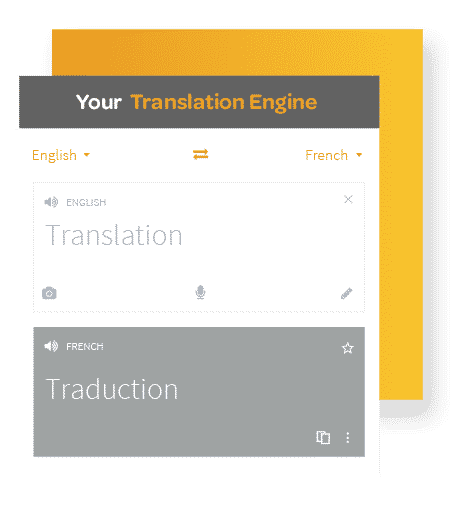 Your Translation Engine
English French
ENGLISH
Translation
FRENCH
Traduction